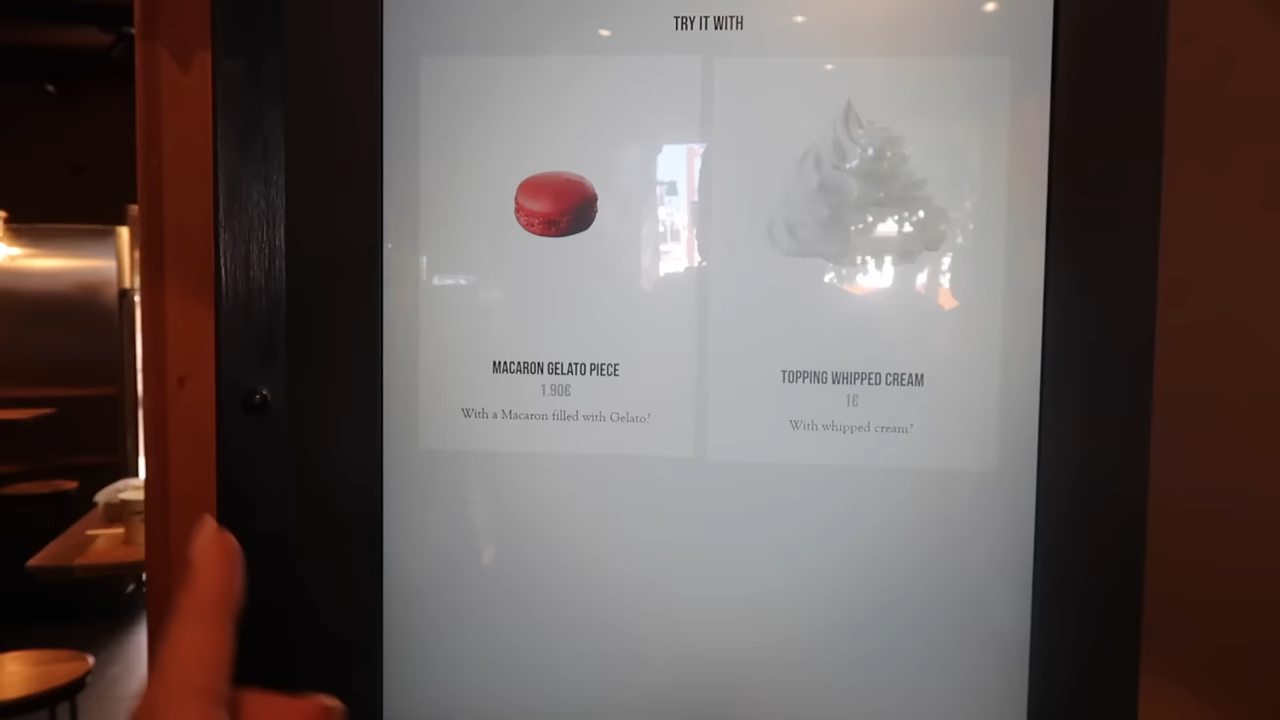 TRY IT WITH
MACARON GELATO PIECE
1.90€
With a Macaron filled with Gelato?
TOPPING WHIPPED CREAM
1€
With whipped cream?